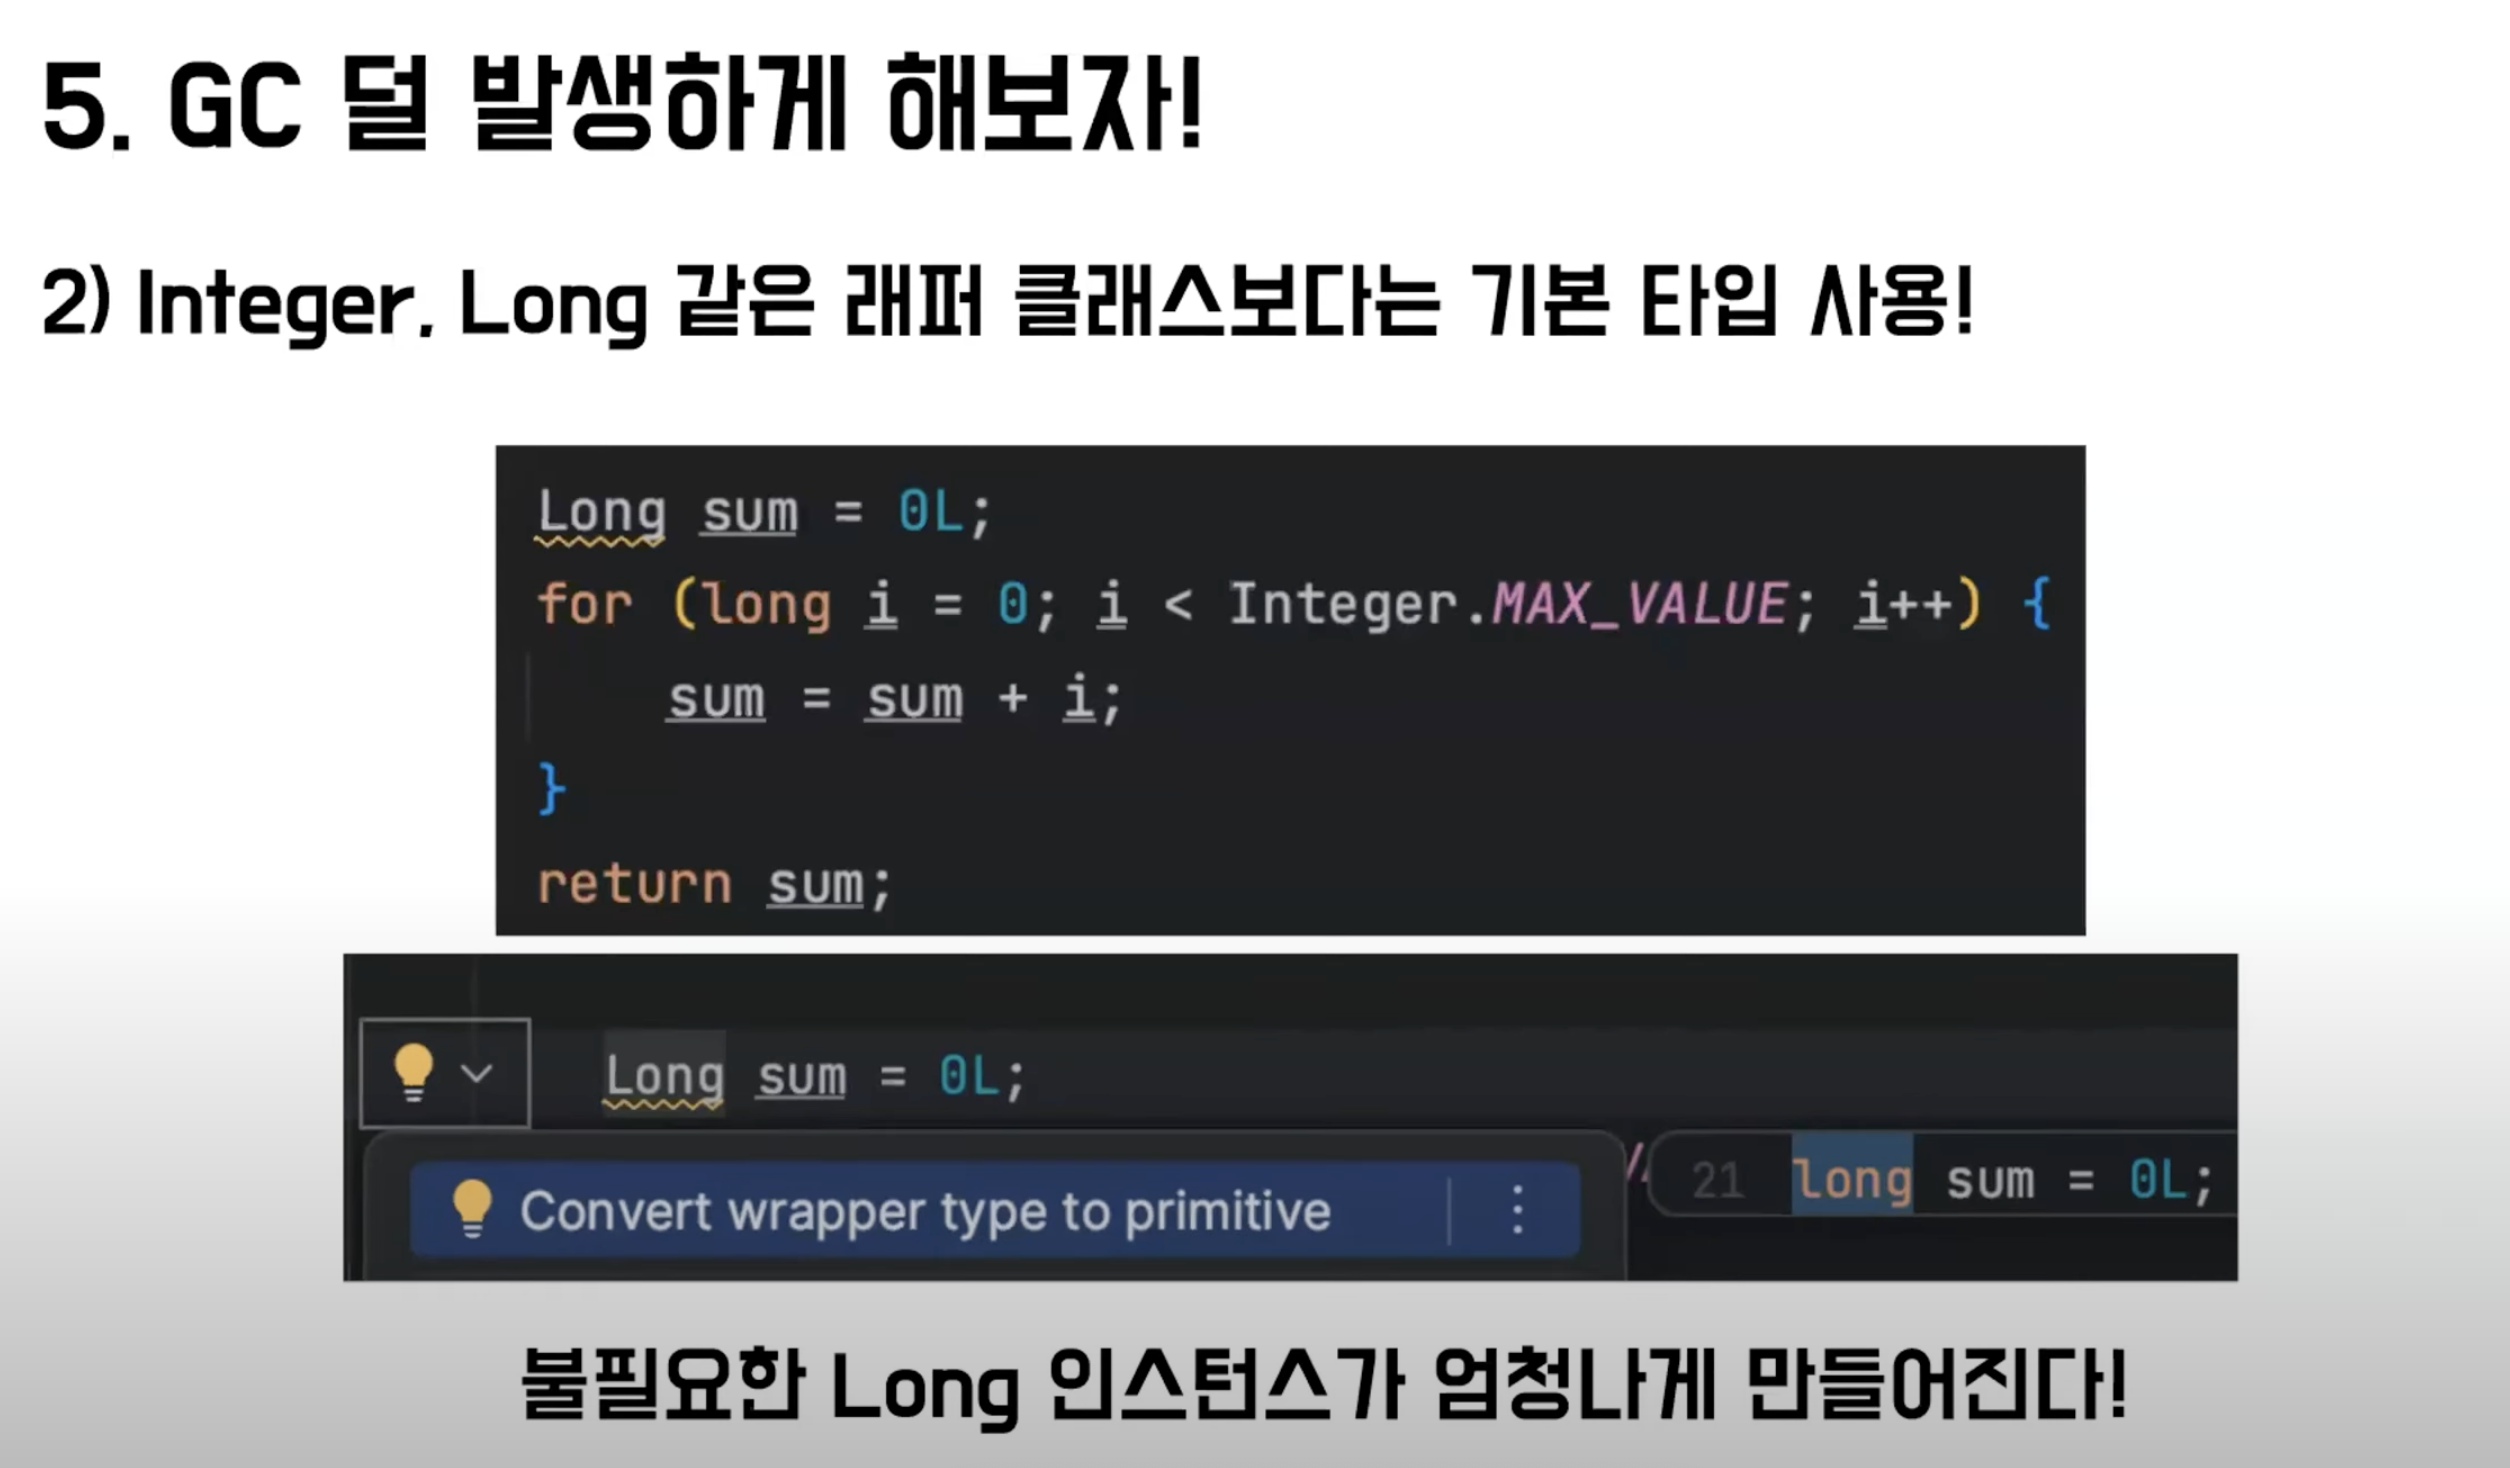 5. GC 덜 발생하게 해보자!
2) Integer, Long 같은 래퍼 클래스보다는 기본 타입 사용!
Long sum = 0L;
for (long i = 0; i < Integer.MAX_VALUE; i++) {
sum = sum + i;
}
return sum;
Long sum = 0L;
Convert wrapper type to primitive
21 long sum = 0L;
불필요한 Long 인스턴스가 엄청나게 만들어진다!